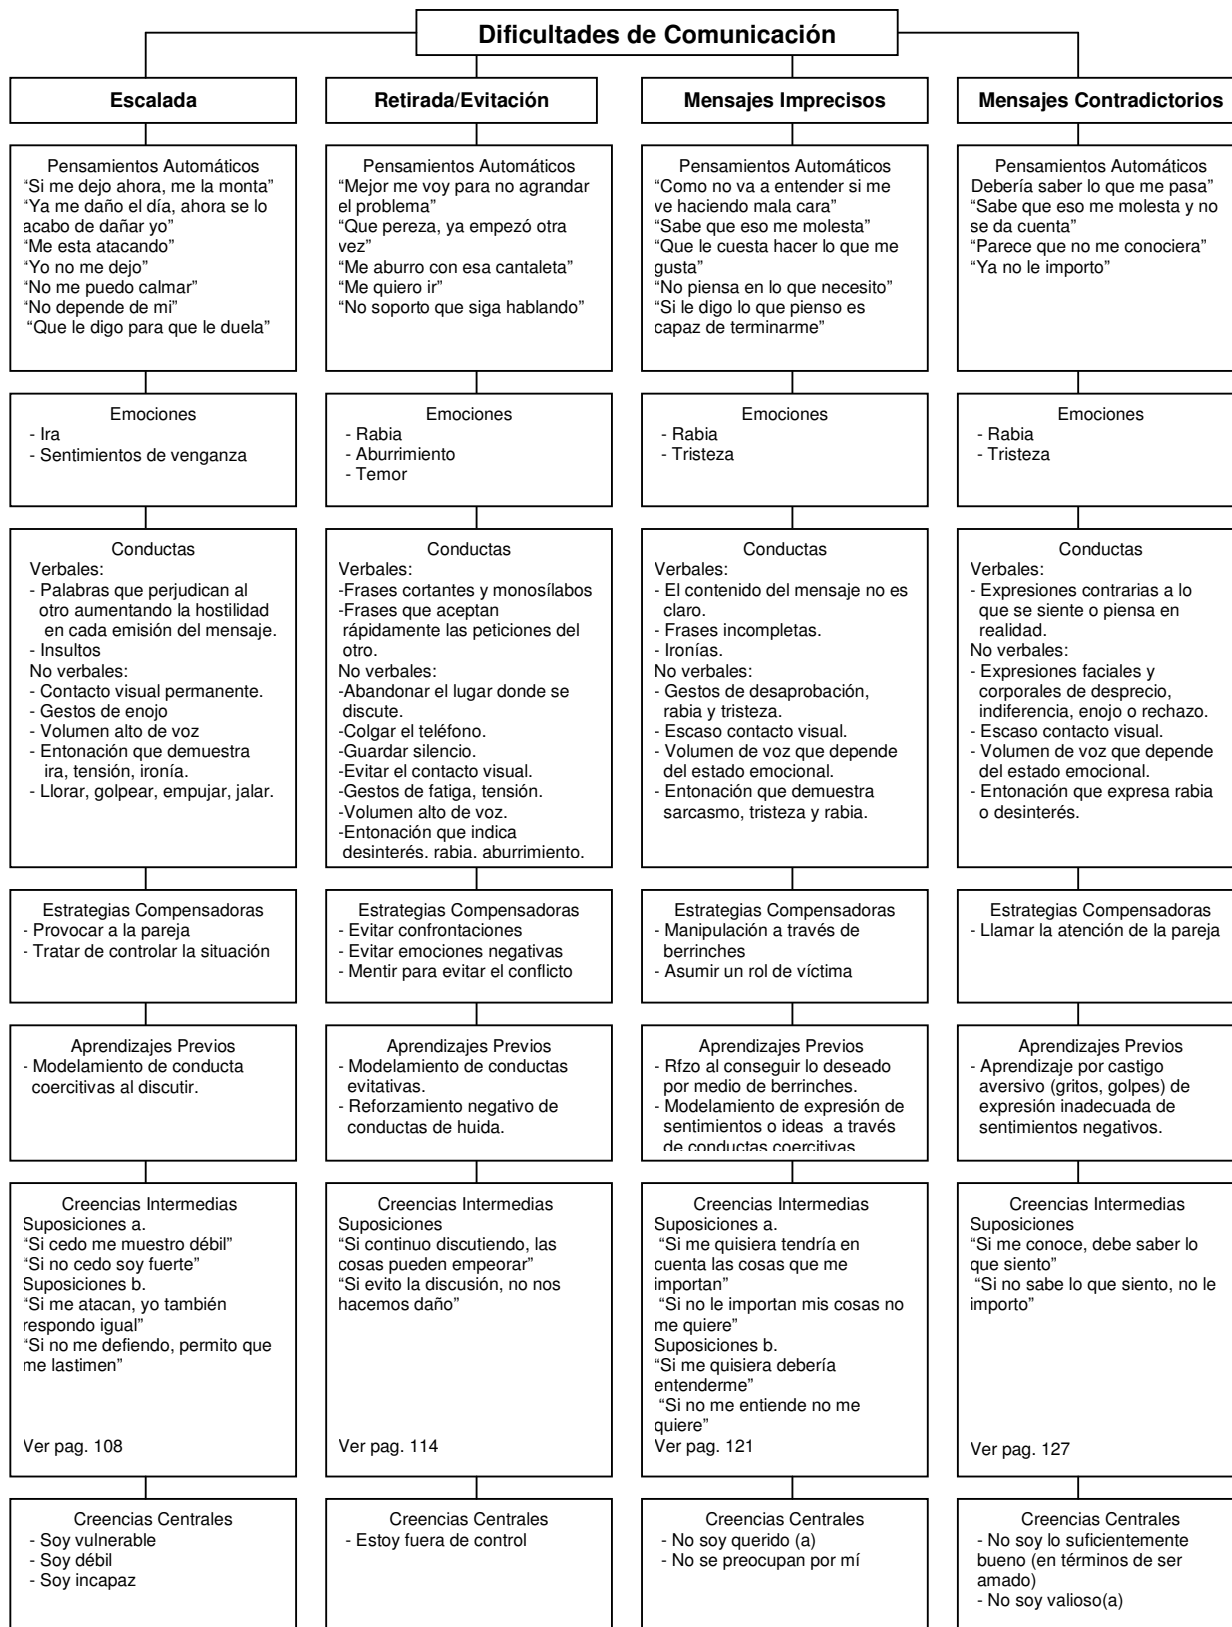 Dificultades de Comunicación
Escalada
Retirada/Evitación
Mensajes Imprecisos
Mensajes Contradictorios
Pensamientos Automáticos
“Si me dejo ahora, me la monta”
“Ya me daño el día, ahora se lo
acabo de dañar yo”
“Me esta atacando”
“Yo no me dejo”
“No me puedo calmar”
“No depende de mi”
“Que le digo para que le duela”
Pensamientos Automáticos
“Mejor me voy para no agrandar
el problema”
“Que pereza, ya empezó otra
vez”
“Me aburro con esa cantaleta”
“Me quiero ir”
“No soporto que siga hablando”
Pensamientos Automáticos
“Como no va a entender si me
ve haciendo mala cara”
“Sabe que eso me molesta”
“Que le cuesta hacer lo que me
gusta”
“No piensa en lo que necesito”
“Si le digo lo que pienso es
capaz de terminarme”
Pensamientos Automáticos
Debería saber lo que me pasa”
“Sabe que eso me molesta y no
se da cuenta”
“Parece que no me conociera”
“Ya no le importo”
Emociones
- Ira
- Sentimientos de venganza
Emociones
- Rabia
- Aburrimiento
- Temor
Emociones
- Rabia
- Tristeza
Emociones
- Rabia
- Tristeza
Conductas
Verbales:
- Palabras que perjudican al
otro aumentando la hostilidad
en cada emisión del mensaje.
- Insultos
No verbales:
- Contacto visual permanente.
- Gestos de enojo
- Volumen alto de voz
- Entonación que demuestra
ira, tensión, ironía.
- Llorar, golpear, empujar, jalar.
Conductas
Verbales:
-Frases cortantes y monosílabos
-Frases que aceptan
rápidamente las peticiones del
otro.
No verbales:
-Abandonar el lugar donde se
discute.
-Colgar el teléfono.
-Guardar silencio.
-Evitar el contacto visual.
-Gestos de fatiga, tensión.
-Volumen alto de voz.
-Entonación que indica
desinterés, rabia, aburrimiento.
Conductas
Verbales:
- El contenido del mensaje no es
claro.
- Frases incompletas.
- Ironías.
No verbales:
- Gestos de desaprobación,
rabia y tristeza.
- Escaso contacto visual.
- Volumen de voz que depende
del estado emocional.
- Entonación que demuestra
sarcasmo, tristeza y rabia.
Conductas
Verbales:
- Expresiones contrarias a lo
que se siente o piensa en
realidad.
No verbales:
- Expresiones faciales y
corporales de desprecio,
indiferencia, enojo o rechazo.
- Escaso contacto visual.
- Volumen de voz que depende
del estado emocional.
- Entonación que expresa rabia
o desinterés.
Estrategias Compensadoras
- Provocar a la pareja
- Tratar de controlar la situación
Estrategias Compensadoras
- Evitar confrontaciones
- Evitar emociones negativas
- Mentir para evitar el conflicto
Estrategias Compensadoras
- Manipulación a través de
berrinches
- Asumir un rol de víctima
Estrategias Compensadoras
- Llamar la atención de la pareja
Aprendizajes Previos
- Modelamiento de conducta
coercitivas al discutir.
Aprendizajes Previos
- Modelamiento de conductas
evitativas.
- Reforzamiento negativo de
conductas de huida.
Aprendizajes Previos
- Rfzo al conseguir lo deseado
por medio de berrinches.
- Modelamiento de expresión de
sentimientos o ideas a través
de conductas coercitivas
Aprendizajes Previos
- Aprendizaje por castigo
aversivo (gritos, golpes) de
expresión inadecuada de
sentimientos negativos.
Creencias Intermedias
Suposiciones a.
“Si cedo me muestro débil”
“Si no cedo soy fuerte”
Suposiciones b.
“Si me atacan, yo también
respondo igual”
“Si no me defiendo, permito que
me lastimen”
Ver pag. 108
Creencias Intermedias
Suposiciones
“Si continuo discutiendo, las
cosas pueden empeorar”
“Si evito la discusión, no nos
hacemos daño”
Ver pag. 114
Creencias Intermedias
Suposiciones a.
“Si me quisiera tendría en
cuenta las cosas que me
importan”
“Si no le importan mis cosas no
me quiere”
Suposiciones b.
“Si me quisiera debería
entenderme”
“Si no me entiende no me
quiere”
Ver pag. 121
Creencias Intermedias
Suposiciones
“Si me conoce, debe saber lo
que siento”
“Si no sabe lo que siento, no le
importo”
Ver pag. 127
Creencias Centrales
- Soy vulnerable
- Soy débil
- Soy incapaz
Creencias Centrales
- Estoy fuera de control
Creencias Centrales
- No soy querido (a)
- No se preocupan por mí
Creencias Centrales
- No soy lo suficientemente
bueno (en términos de ser
amado)
- No soy valioso(a)